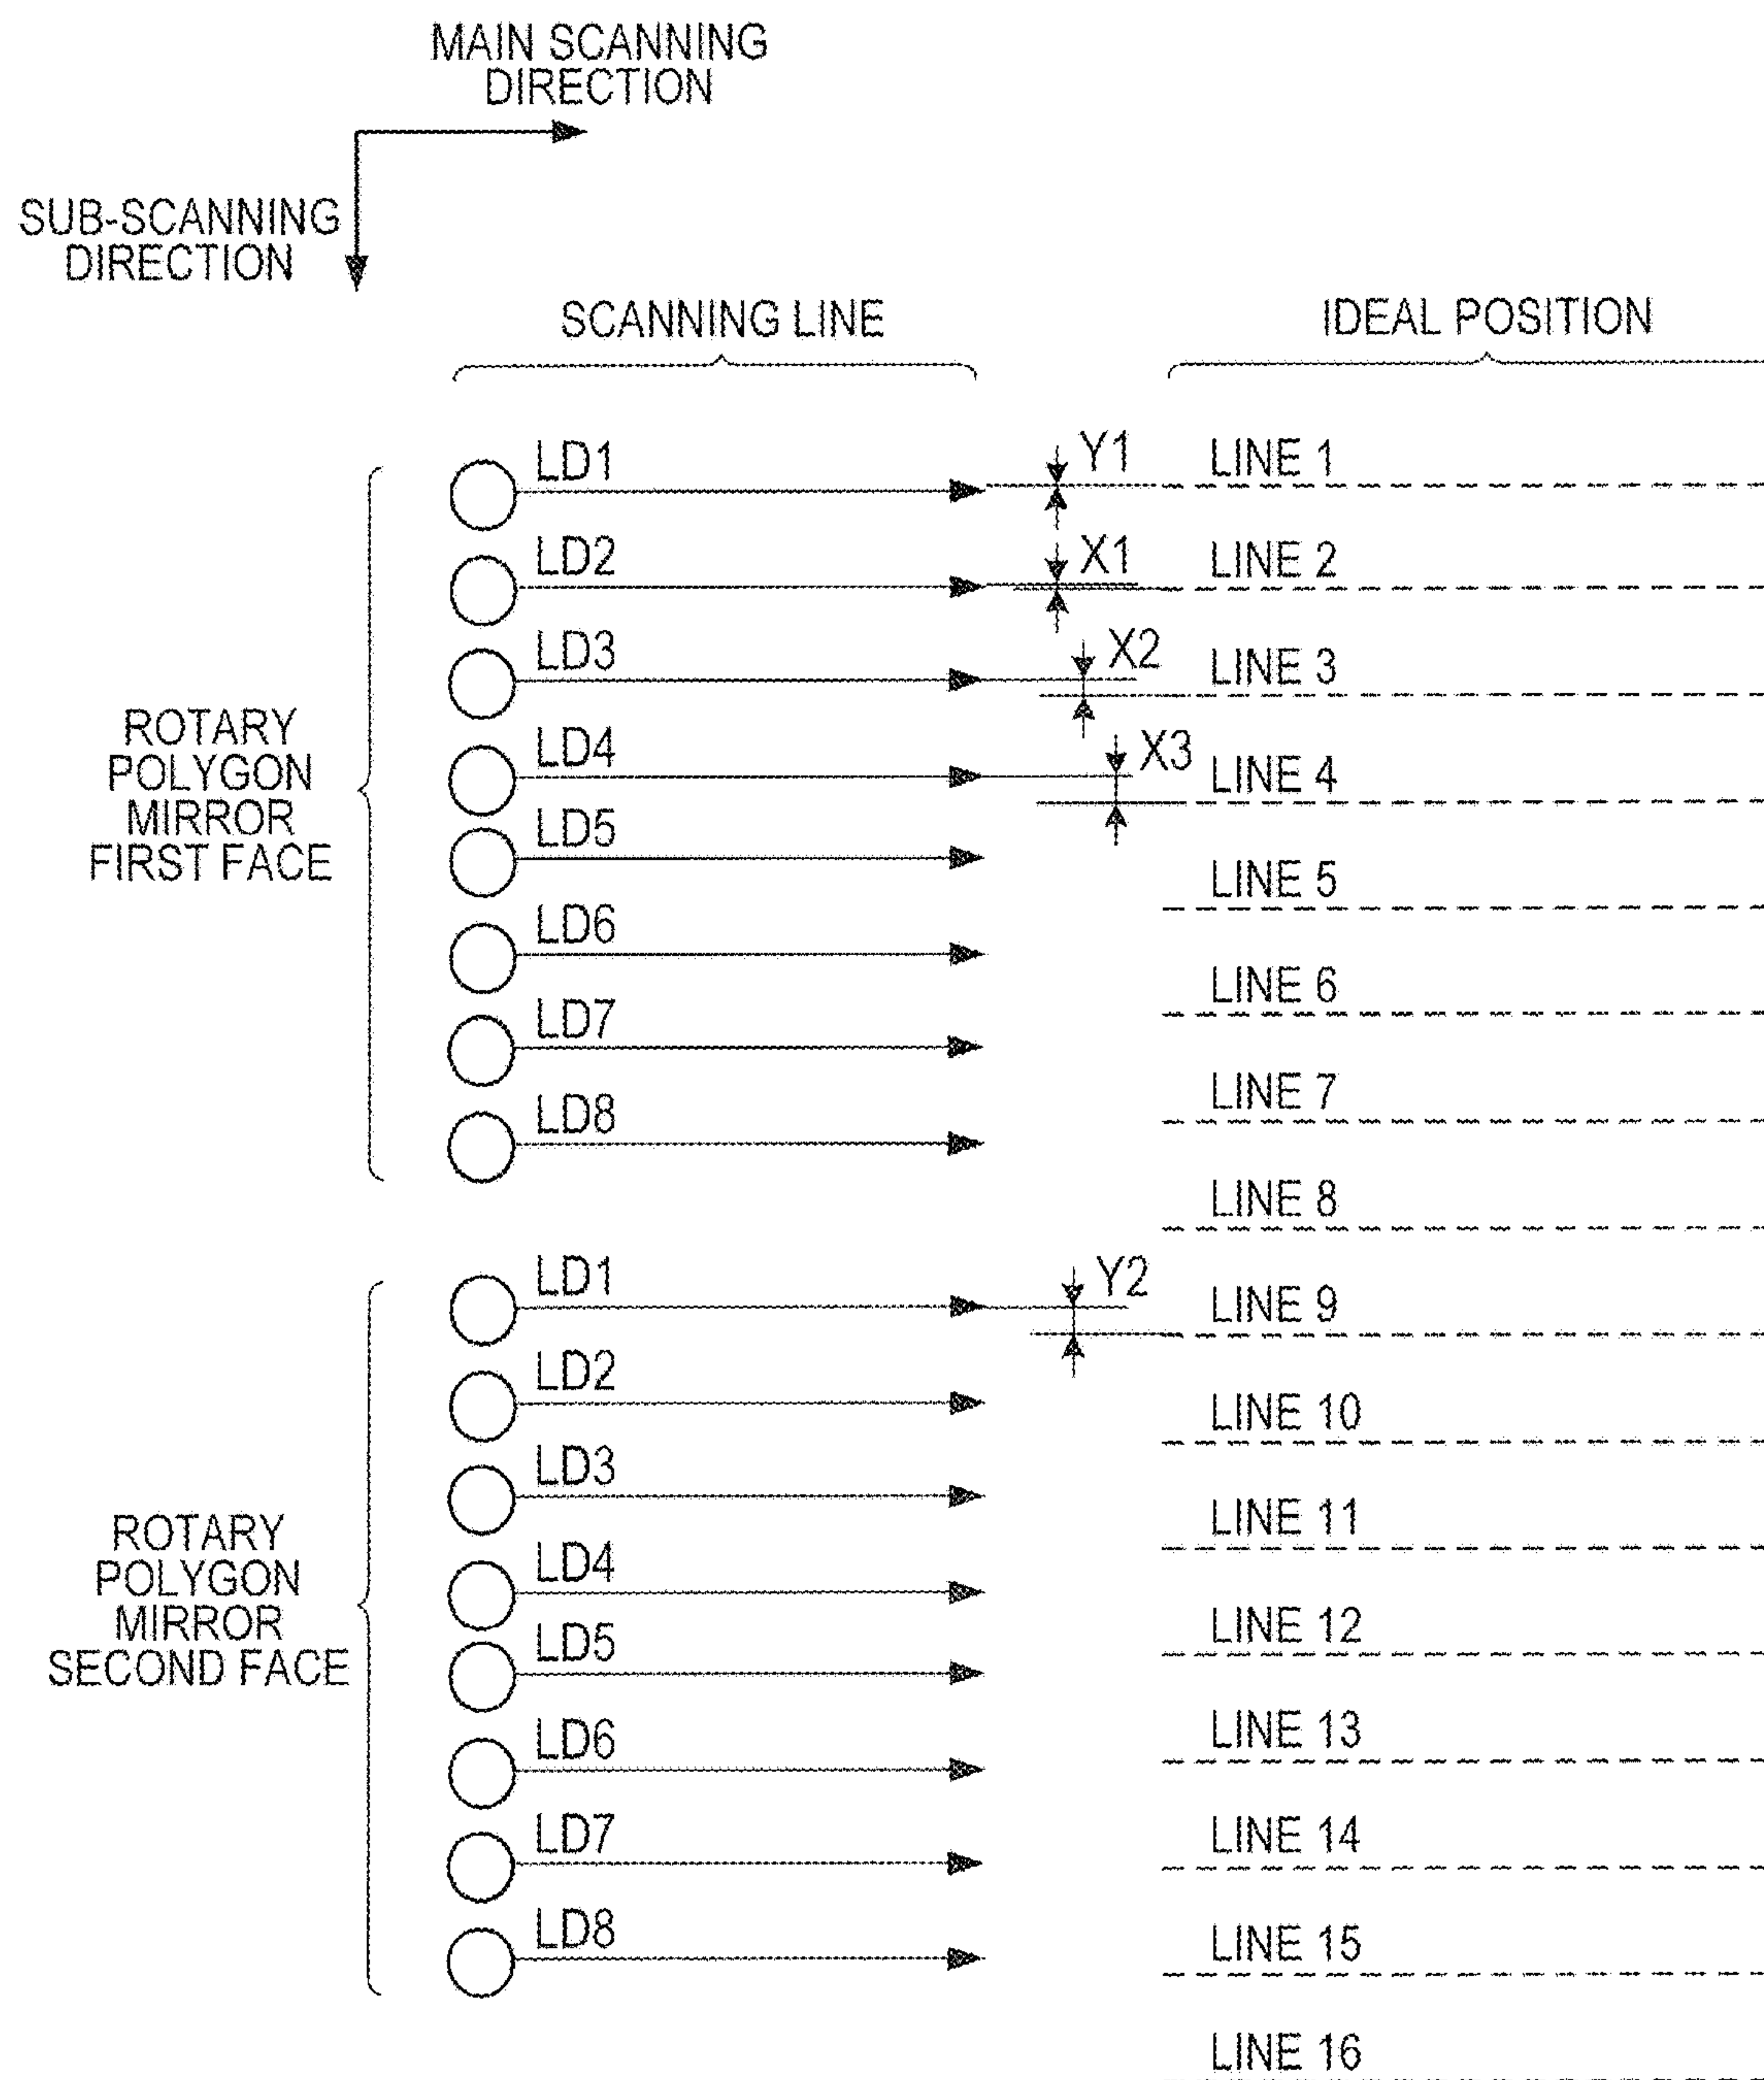 MAIN SCANNING
DIRECTION
SUB-SCANNING
DIRECTION
SCANNING LINE
IDEAL POSITION
ROTARY
POLYGON
MIRROR
FIRST FACE
LD1
LD2
LD3
LD4
LD5
LD6
LD7
LD8
Y1
X1
X2
X3
LINE 1
LINE 2
LINE 3
LINE 4
LINE 5
LINE 6
LINE 7
LINE 8
ROTARY
POLYGON
MIRROR
SECOND FACE
LD1
LD2
LD3
LD4
LD5
LD6
LD7
LD8
Y2
LINE 9
LINE 10
LINE 11
LINE 12
LINE 13
LINE 14
LINE 15
LINE 16